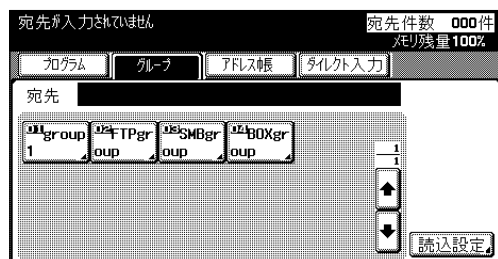 宛先が入力されていません
宛先件数 000件
メモリ残量100%
プログラム グループ アドレス帳 ダイレクト入力
宛先
01group 02FTPgr 03SMBgr 04BOXgr
1 oup oup oup
1
1
読込設定